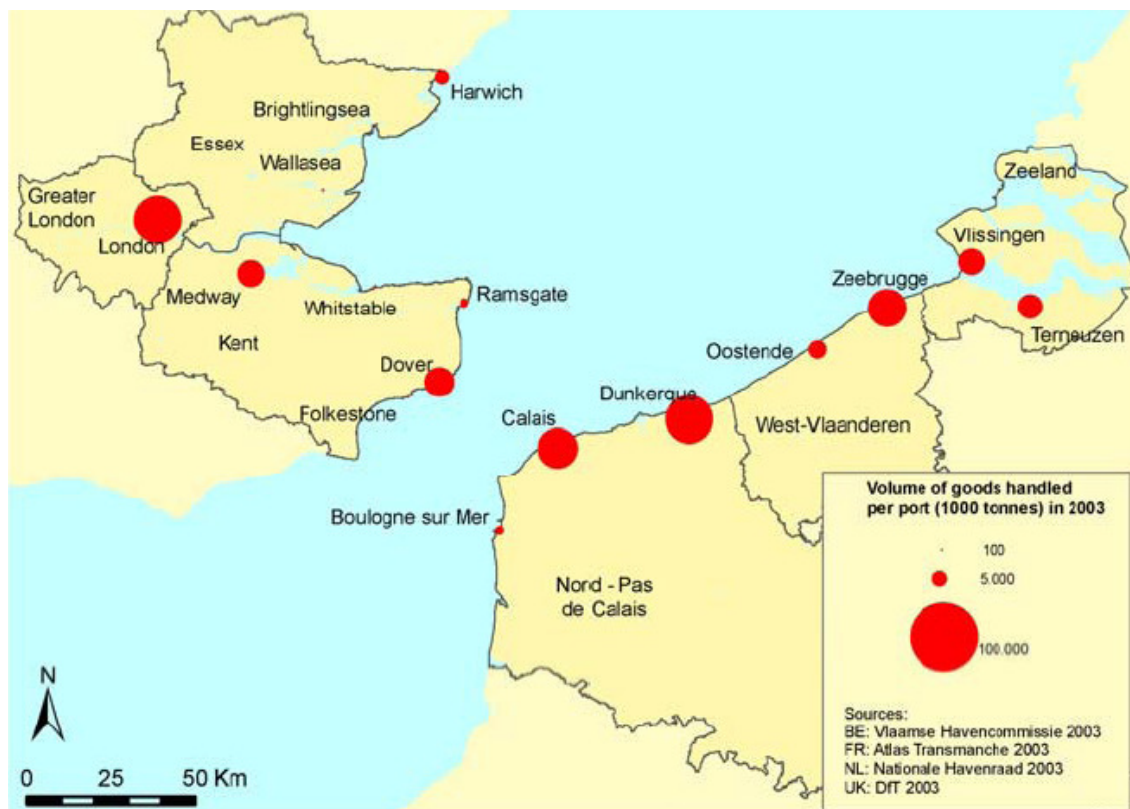 Harwich
Brightlingsea
Essex
Wallasea
Greater
London
London
Medway
Whitstable
Ramsgate
Kent
Dover
Folkestone
Zeeland
Vlissingen
Zeebrugge
Terneuzen
Oostende
Dunkerque
Calais
West-Vlaanderen
Boulogne sur Mer
Nord - Pas
de Calais
Volume of goods handled
per port (1000 tonnes) in 2003
100
5.000
100.000
Sources:
BE: Vlaamse Havencommissie 2003
FR: Atlas Transmanche 2003
NL: Nationale Havenraad 2003
UK: DfT 2003
N
0 25 50 Km